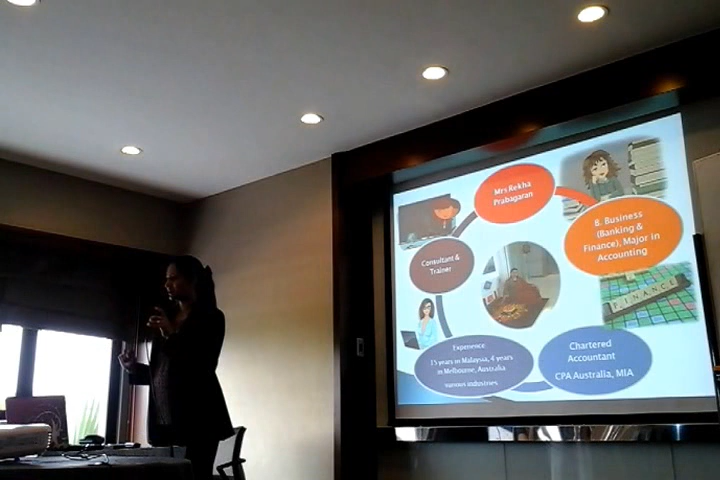 Mrs Rekha
Prabagaran
B. Business
(Banking &
Finance), Major in
Accounting
FINANCE
Chartered
Accountant
CPA Australia, MIA
Experience
15 years in Malaysia, 4 years
in Melbourne, Australia
various industries
Consultant &
Trainer